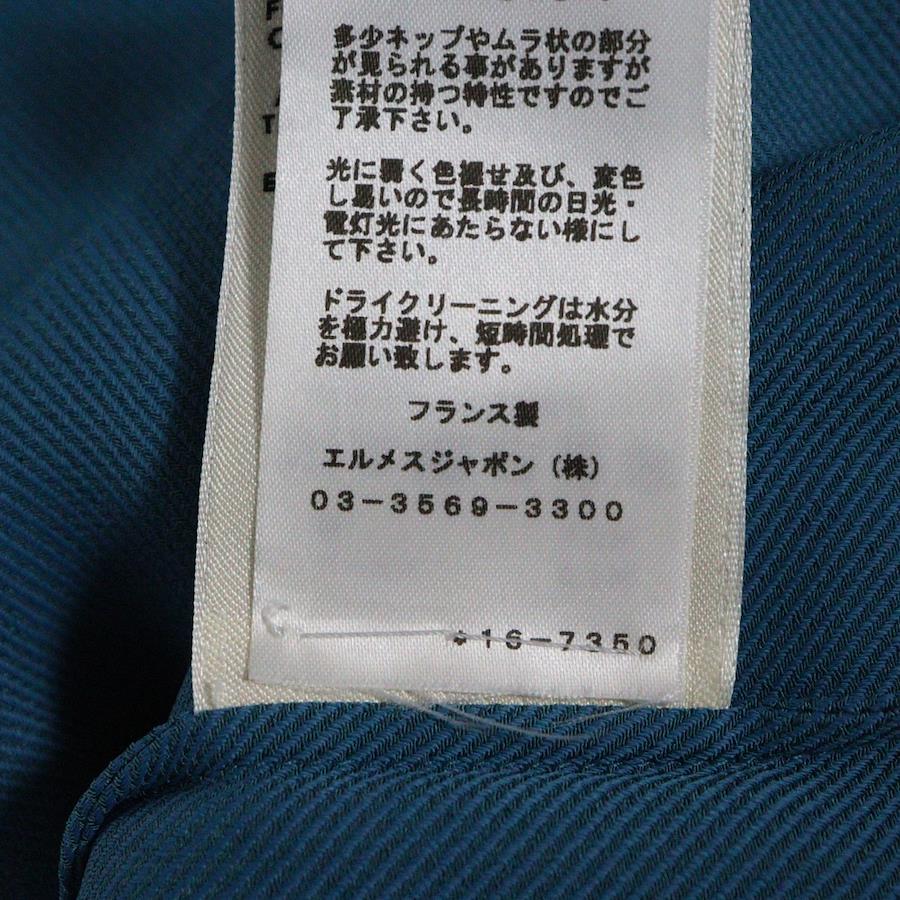 多少ネップやムラ状の部分
が見られる事がありますが
素材の持つ特性ですのでご
了承下さい。
光に弱く色褪せ及び、変色
し易いので長時間の日光・
電灯光にあたらない様にし
て下さい。
ドライクリーニングは水分
を極力避け、短時間処理で
お願い致します。
フランス製
エルメスジャポン(株)
03-3569-3300
16-7350